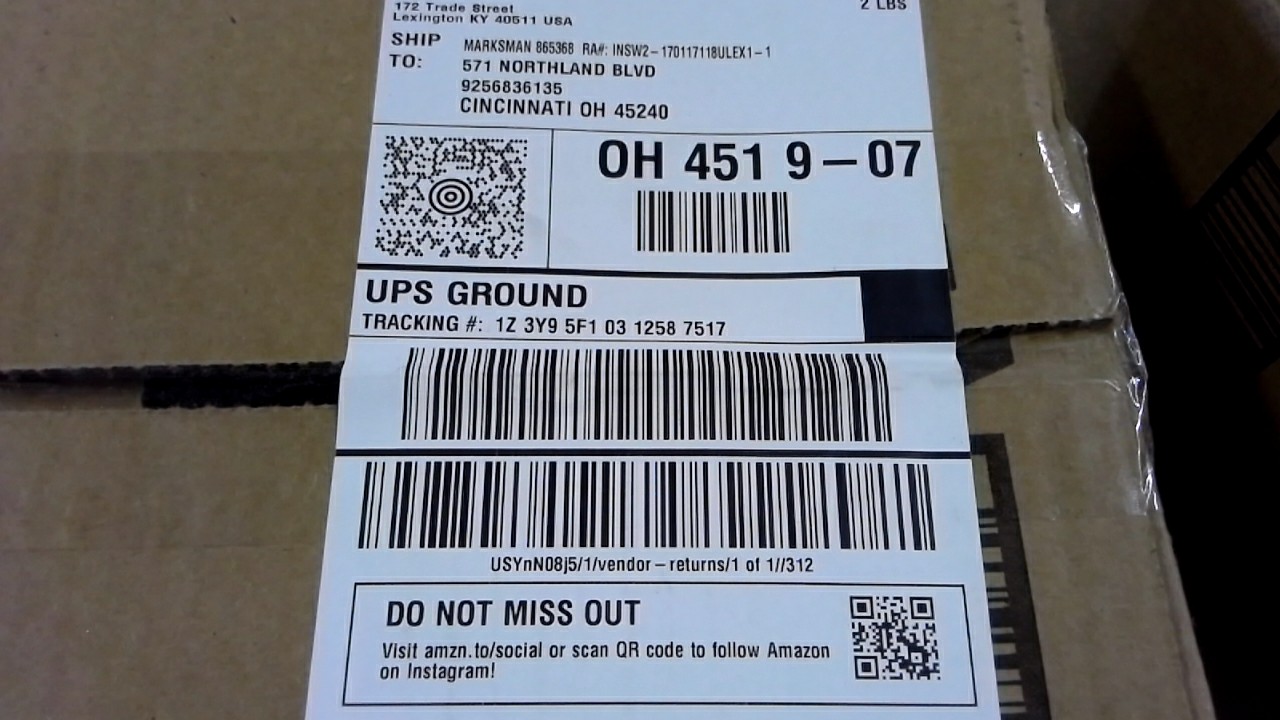 172 Trade Street
2 LBS
Lexington KY 40511 USA
SHIP TO:
MARKSMAN 865368 RA#: INSW2-170117118ULEX1-1
571 NORTHLAND BLVD
9256836135
CINCINNATI OH 45240
OH 451 9-07
UPS GROUND
TRACKING #: 1Z 3Y9 5F1 03 1258 7517
USYnN08j5/1/vendor-returns/1 of 1//312
DO NOT MISS OUT
Visit amzn.to/social or scan QR code to follow Amazon
on Instagram!